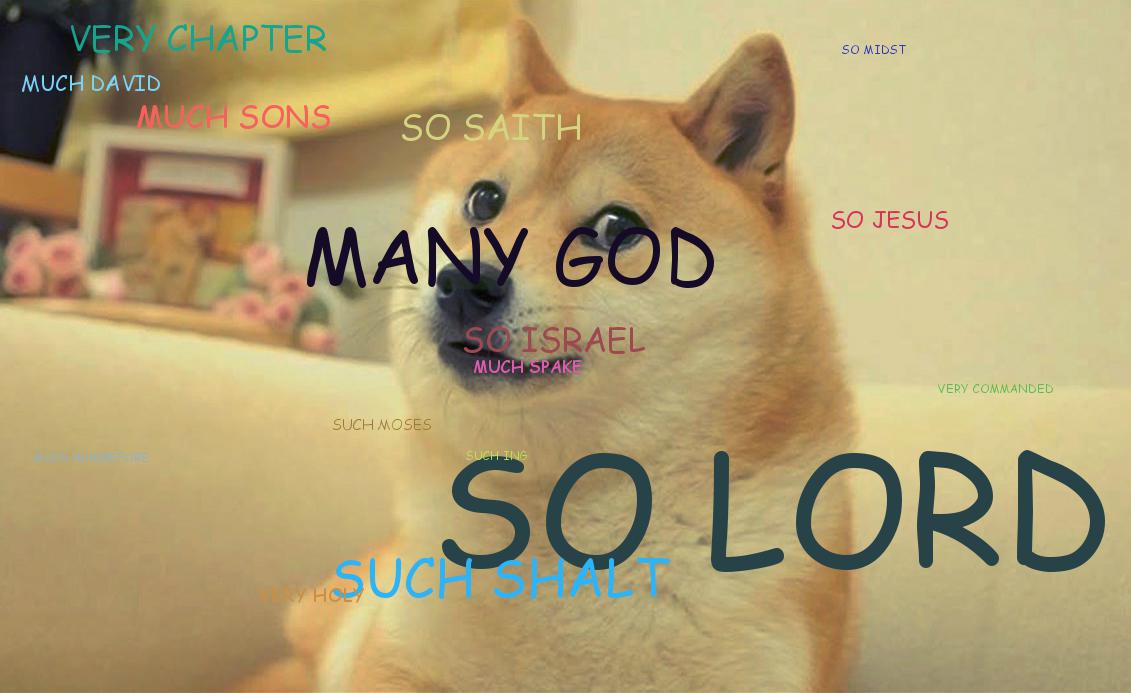 VERY CHAPTER
SO MIDST
MUCH DAVID
MUCH SONS
SO SAITH
SO JESUS
MANY GOD
SO ISRAEL
MUCH SPAKE
VERY COMMANDED
SUCH MOSES
SUCH ING
SO LORD
SUCH SHALT
VERY HOLY